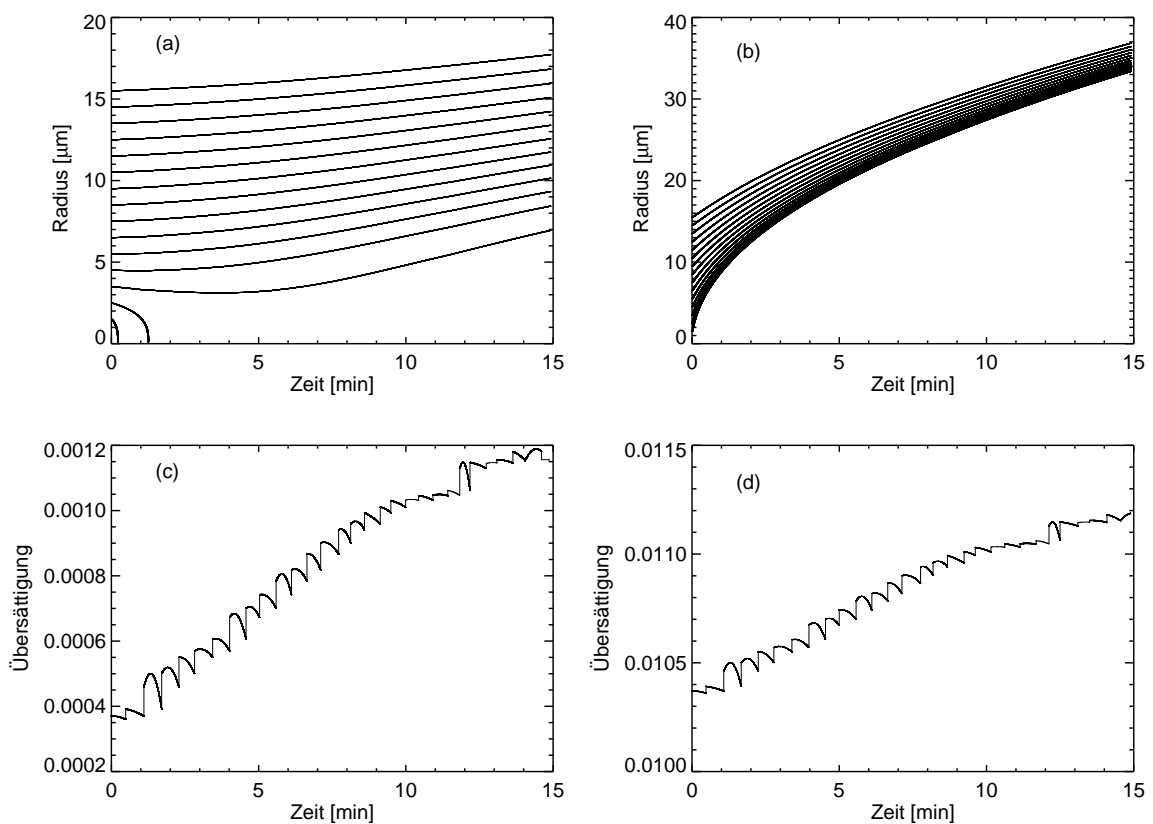 20
15
10
5
0
Radius [μm]
(a)
0 5 10 15
Zeit [min]
40
30
20
10
0
Radius [μm]
(b)
0 5 10 15
Zeit [min]
0.0012
0.0010
0.0008
0.0006
0.0004
0.0002
Übersättigung
(c)
0 5 10 15
Zeit [min]
0.0115
0.0110
0.0105
0.0100
Übersättigung
(d)
0 5 10 15
Zeit [min]